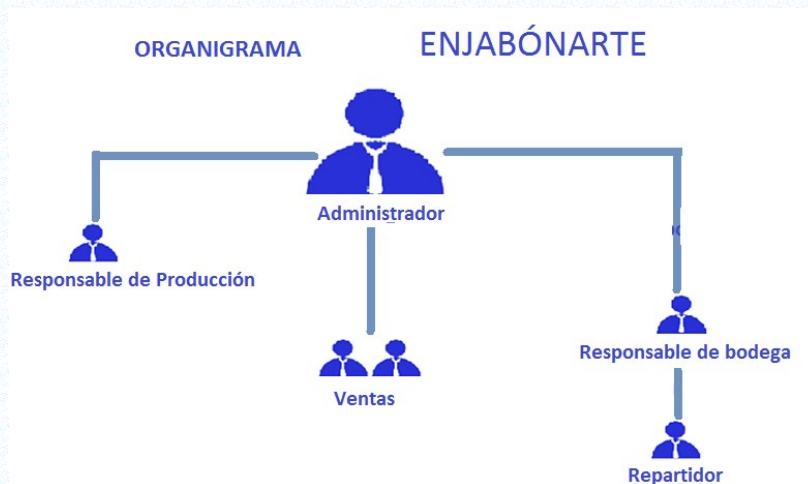 ORGANIGRAMA
ENJABÓNARTE
Administrador
Responsable de Producción
Responsable de bodega
Ventas
Repartidor